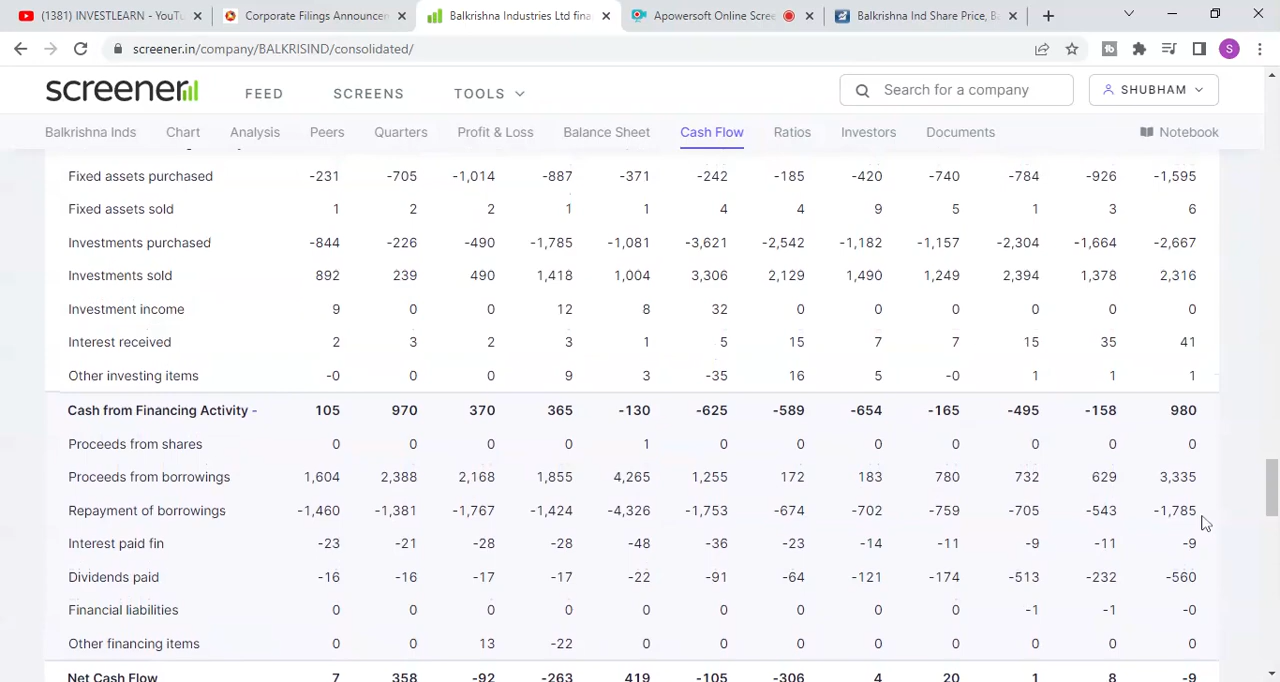 (1381) INVESTLEARN - YouTu
Corporate Filings Announcem
Balkrishna Industries Ltd finan
Apowersoft Online Scree
Balkrishna Ind Share Price, Ba
screener.in/company/BALKRISIND/consolidated/
S
screener
FEED
SCREENS
TOOLS
Search for a company
SHUBHAM
Balkrishna Inds Chart Analysis Peers Quarters Profit & Loss Balance Sheet Cash Flow Ratios Investors Documents Notebook
Fixed assets purchased -231 -705 -1,014 -887 -371 -242 -185 -420 -740 -784 -926 -1,595
Fixed assets sold 1 2 2 1 1 4 4 9 5 1 3 6
Investments purchased -844 -226 -490 -1,785 -1,081 -3,621 -2,542 -1,182 -1,157 -2,304 -1,664 -2,667
Investments sold 892 239 490 1,418 1,004 3,306 2,129 1,490 1,249 2,394 1,378 2,316
Investment income 9 0 0 12 8 32 0 0 0 0 0 0
Interest received 2 3 2 3 1 5 15 7 7 15 35 41
Other investing items -0 0 0 9 3 -35 16 5 -0 1 1 1
Cash from Financing Activity - 105 970 370 365 -130 -625 -589 -654 -165 -495 -158 980
Proceeds from shares 0 0 0 0 1 0 0 0 0 0 0 0
Proceeds from borrowings 1,604 2,388 2,168 1,855 4,265 1,255 172 183 780 732 629 3,335
Repayment of borrowings -1,460 -1,381 -1,767 -1,424 -4,326 -1,753 -674 -702 -759 -705 -543 -1,785
Interest paid fin -23 -21 -28 -28 -48 -36 -23 -14 -11 -9 -11 -9
Dividends paid -16 -16 -17 -17 -22 -91 -64 -121 -174 -513 -232 -560
Financial liabilities 0 0 0 0 0 0 0 0 0 -1 -1 -0
Other financing items 0 0 13 -22 0 0 0 0 0 0 0 0
Net Cash Flow 7 358 -92 -263 419 -105 -306 4 20 1 8 -9